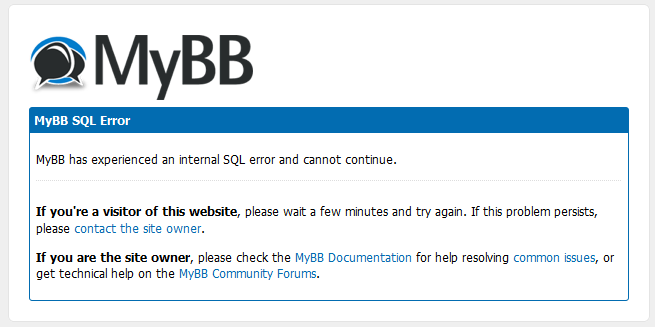 MyBB
MyBB SQL Error
MyBB has experienced an internal SQL error and cannot continue.
If you're a visitor of this website, please wait a few minutes and try again. If this problem persists,
please contact the site owner.
If you are the site owner, please check the MyBB Documentation for help resolving common issues, or
get technical help on the MyBB Community Forums.